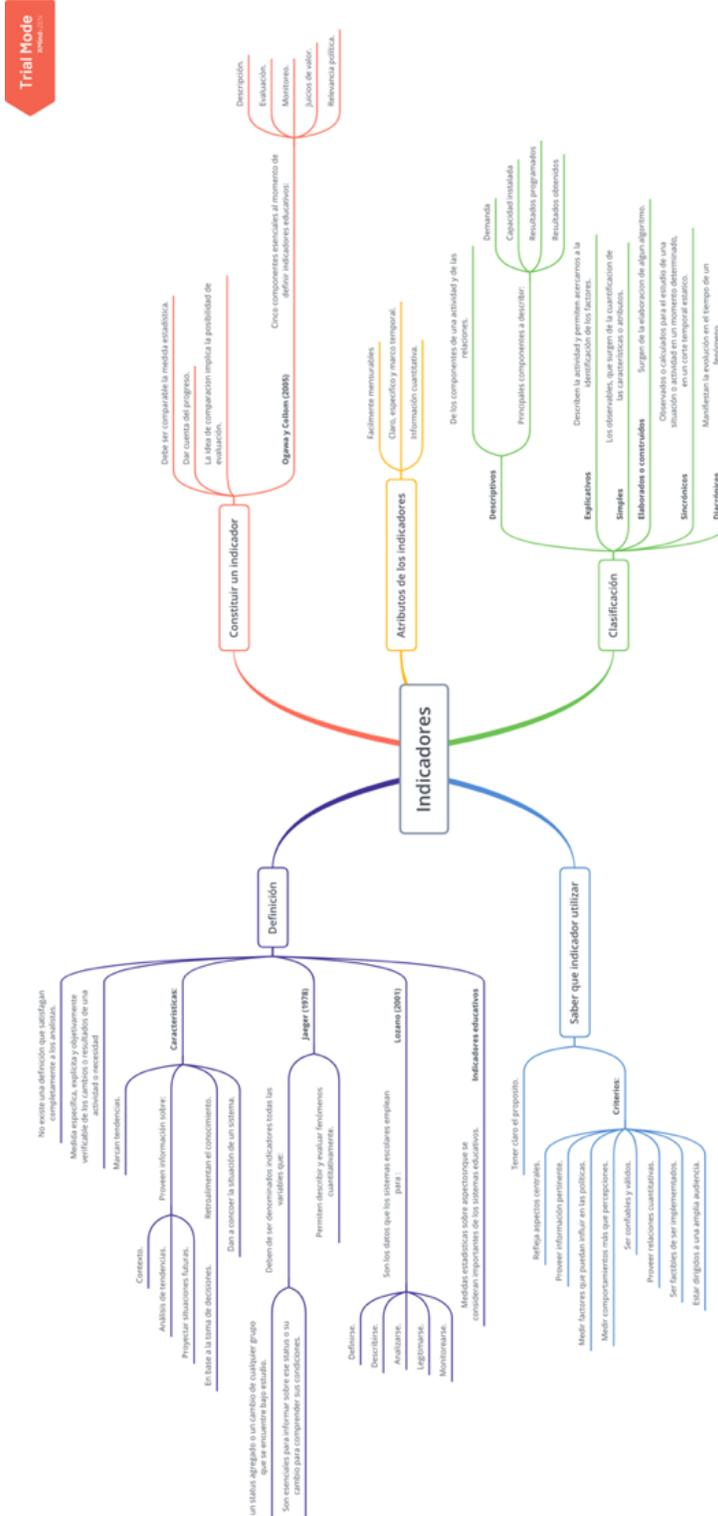 Trial Mode
XMind:ZEN
Indicadores
Constituir un indicador
Debe ser comparable la medida estadística.
Dar cuenta del progreso.
La idea de comparacion implica la posibilidad de
evaluación.
Ogawa y Collom (2005)
Cinco componentes esenciales al momento de
definir indicadores educativos:
Descripción.
Evaluación.
Monitoreo.
Juicios de valor.
Relevancia política.
Atributos de los indicadores
Facilmente mensurables
Claro, especifico y marco temporal.
Información cuantitativa.
Clasificación
Descriptivos
De los componentes de una actividad y de las
relaciones.
Principales componentes a describir:
Demanda
Capacidad instalada
Resultados programados
Resultados obtenidos
Explicativos
Describen la actividad y permiten acercarnos a la
identificación de los factores.
Simples
Los observables, que surgen de la cuantificacion de
las características o atributos.
Elaborados o construidos
Surgen de la elaboracion de algun algoritmo.
Sincrónicos
Observados o calculados para el estudio de una
situación o actividad en un momento determinado,
en un corte temporal estatico.
Diacrónicos
Manifiestan la evolución en el tiempo de un
fenómeno.
Definición
No existe una definición que satisfagan
completamente a los analistas.
Medida especifica, explicita y objetivamente
verificable de los cambios o resultados de una
actividad o necesidad
Características:
Marcan tendencias.
Proveen información sobre:
Contexto.
Análisis de tendencias.
Proyectar situaciones futuras.
Retroalimentan el conocimiento.
En base a la toma de decisiones.
Dan a concoer la situación de un sistema.
Jaeger (1978)
Deben de ser denominados indicadores todas las
variables que:
un status agregado o un cambio de cualquier grupo
que se encuentre bajo estudio.
Son esenciales para informar sobre ese status o su
cambio para comprender sus condiciones.
Permiten describir y evaluar fenómenos
cuantitativamente.
Lozano (2001)
Son los datos que los sistemas escolares emplean
para :
Definirse.
Describirse.
Analizarse.
Legitimarse.
Monitorearse.
Indicadores educativos
Medidas estadísticas sobre aspectosnque se
consideran importantes de los sistemas educativos.
Saber que indicador utilizar
Tener claro el proposito.
Criterios:
Refleja aspectos centrales.
Proveer información pertinente.
Medir factores que puedan influir en las políticas.
Medir comportamientos más que percepciones.
Ser confiables y válidos.
Proveer relaciones cuantitativas.
Ser factibles de ser implementados.
Estar dirigidos a una amplia audiencia.